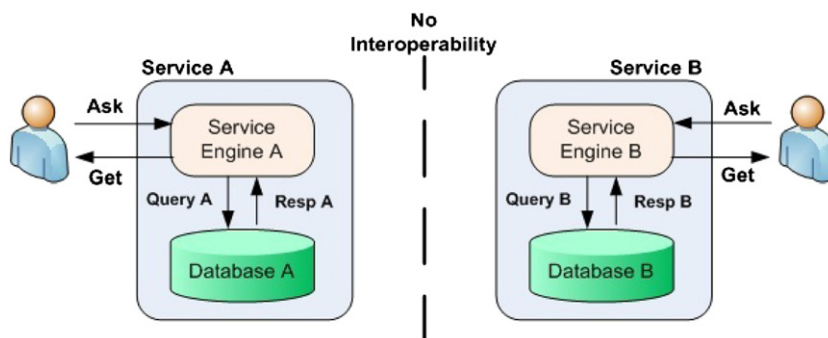 No
Interoperability
Service A
Service B
Ask
Service
Engine A
Get
Query A
Resp A
Database A
Service
Engine B
Ask
Get
Query B
Resp B
Database B